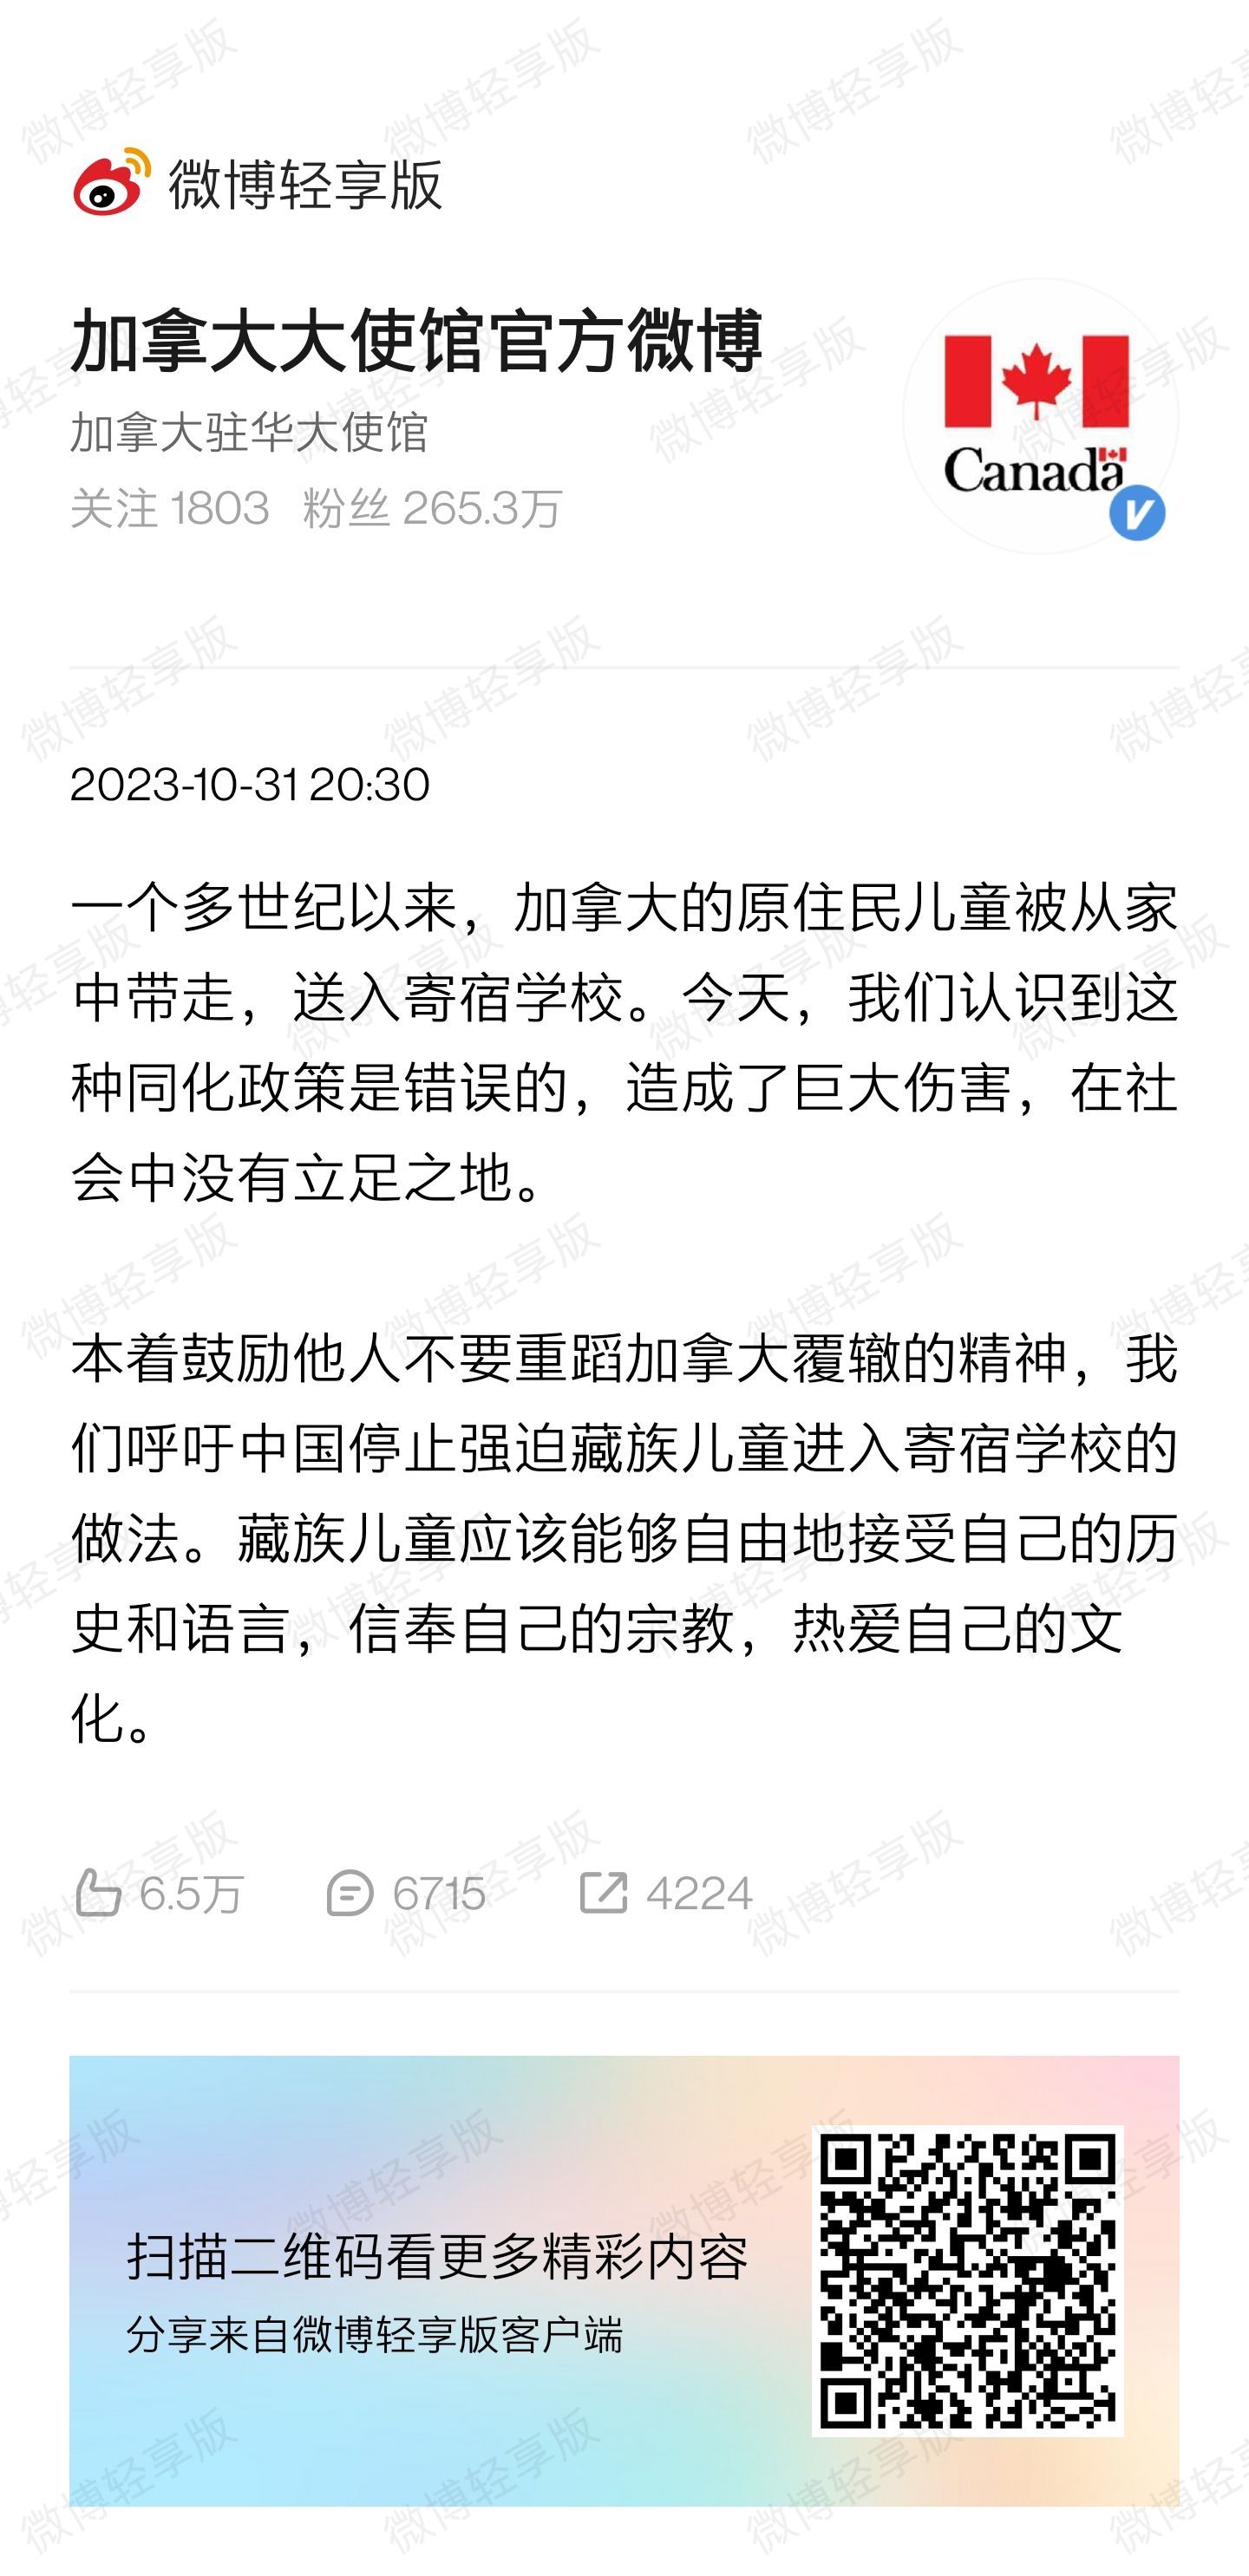 微博轻享版
加拿大大使馆官方微博
加拿大驻华大使馆
关注 1803 粉丝 265.3万
Canada
2023-10-31 20:30
一个多世纪以来，加拿大的原住民儿童被从家
中带走，送入寄宿学校。今天，我们认识到这
种同化政策是错误的，造成了巨大伤害，在社
会中没有立足之地。
本着鼓励他人不要重蹈加拿大覆辙的精神，我
们呼吁中国停止强迫藏族儿童进入寄宿学校的
做法。藏族儿童应该能够自由地接受自己的历
史和语言，信奉自己的宗教，热爱自己的文
化。
6.5万 6715 4224
扫描二维码看更多精彩内容
分享来自微博轻享版客户端